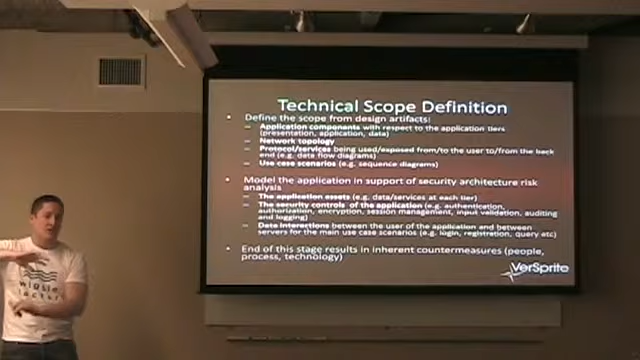 Technical Scope Definition
• Define the scope from design artifacts:
– Application components with respect to the application tiers
(presentation, application, data)
– Network topology
– Protocol/services being used/exposed from/to the user to/from the back
end (e.g. data flow diagrams)
– Use case scenarios (e.g. sequence diagrams)
• Model the application in support of security architecture risk
analysis
– The application assets (e.g. data/services at each tier)
– The security controls of the application (e.g. authentication,
authorization, encryption, session management, input validation, auditing
and logging)
– Data interactions between the user of the application and between
servers for the main use case scenarios (e.g. login, registration, query etc)
• End of this stage results in inherent countermeasures (people,
process, technology)
VerSprite